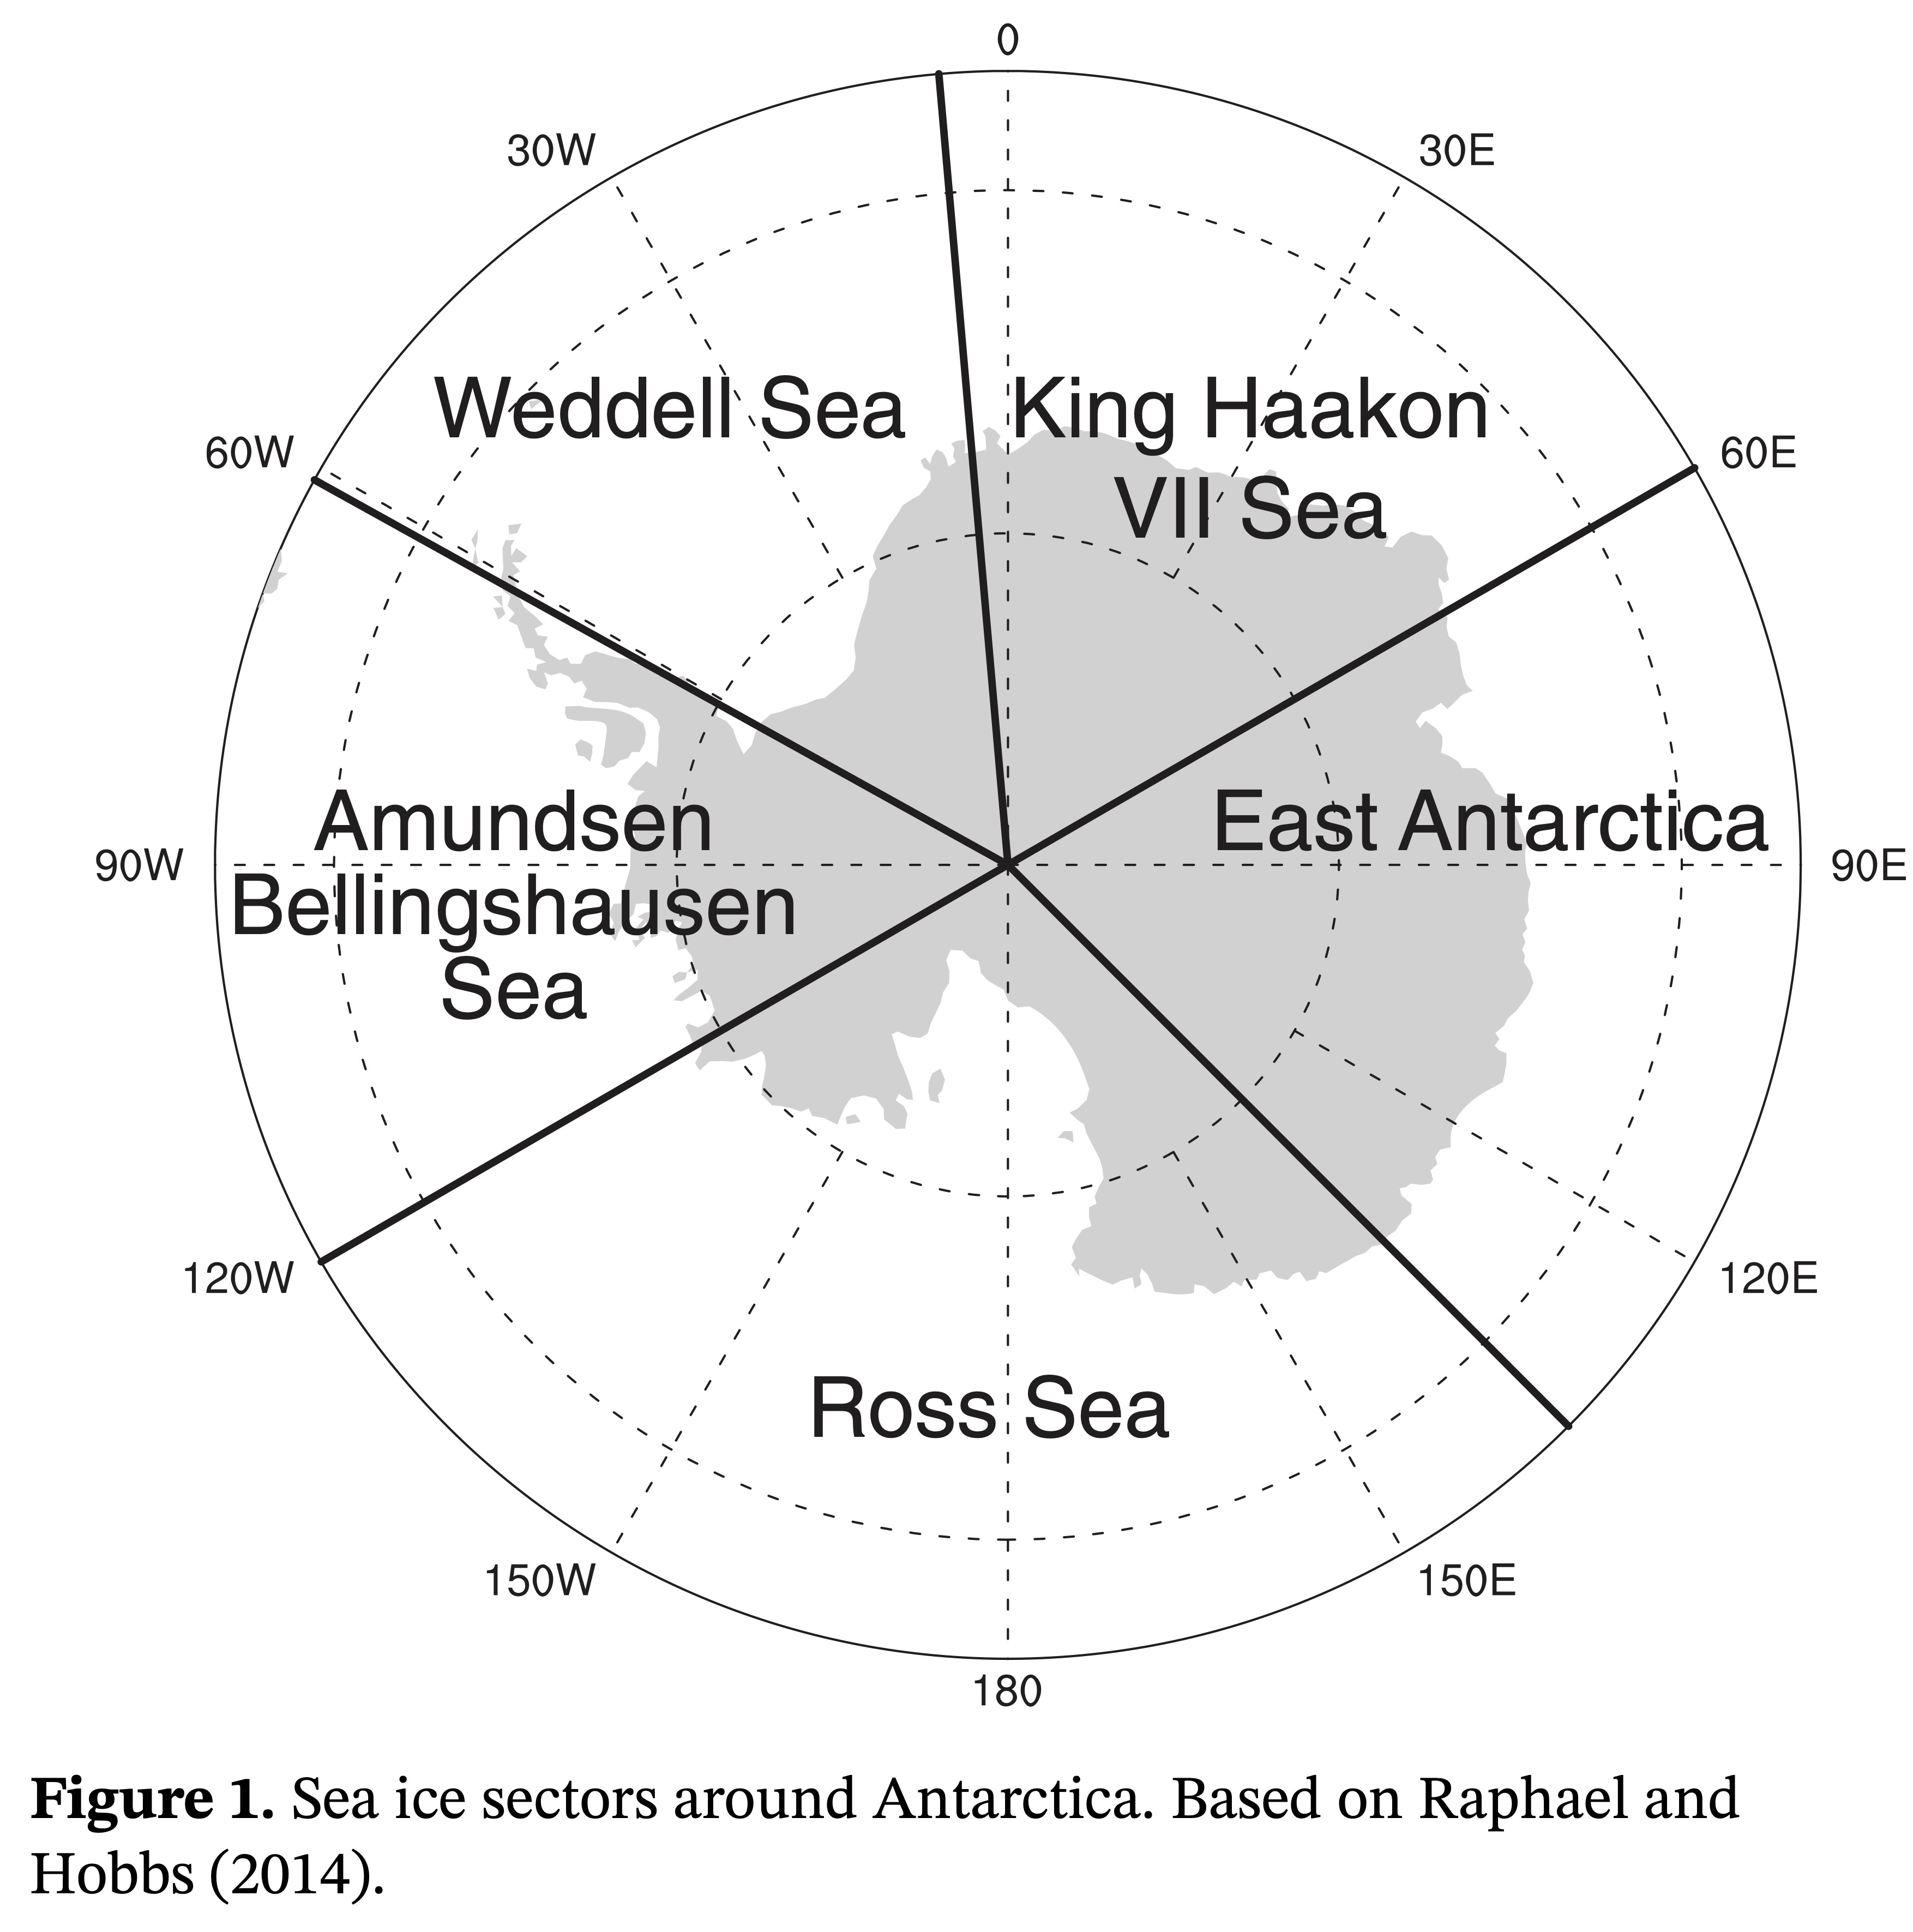 0
30W
30E
Weddell Sea
King Haakon
VII Sea
60W
60E
Amundsen
Bellingshausen
Sea
East Antarctica
90W
90E
120W
120E
Ross Sea
150W
150E
180
Figure 1. Sea ice sectors around Antarctica. Based on Raphael and
Hobbs (2014).